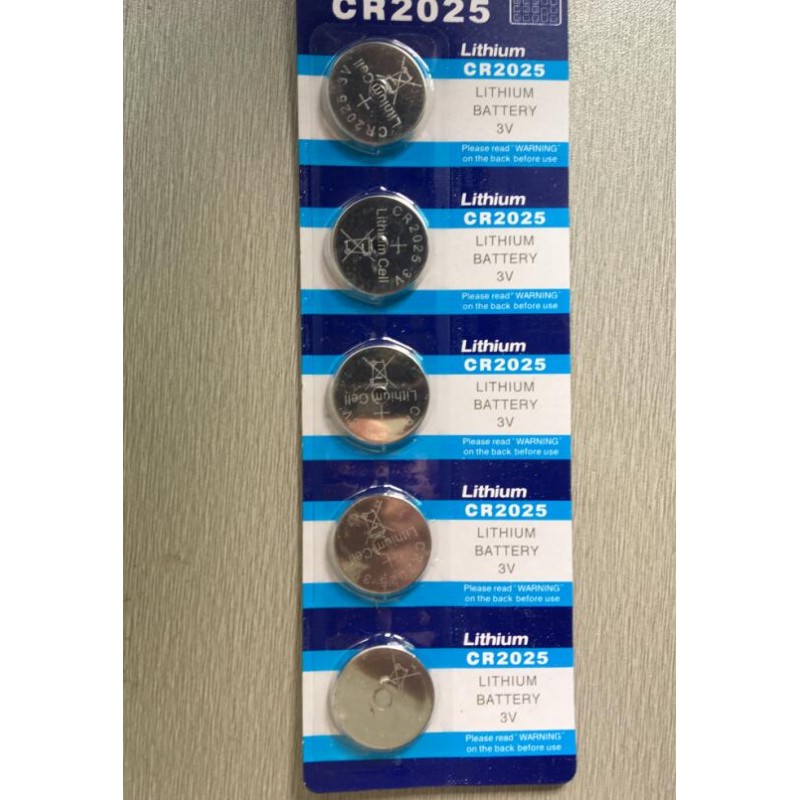 CR2025
Lithium
CR2025
LITHIUM
BATTERY
3V
Please read "WARNING"
on the back before use
CR2025 3V
Lithium Cell
+
Lithium
CR2025
LITHIUM
BATTERY
3V
Please read "WARNING"
on the back before use
CR2025 3V
Lithium Cell
+
Lithium
CR2025
LITHIUM
BATTERY
3V
Please read "WARNING"
on the back before use
Lithium Cell
+
Lithium
CR2025
LITHIUM
BATTERY
3V
Please read "WARNING"
on the back before use
Lithium Cell
Lithium
CR2025
LITHIUM
BATTERY
3V
Please read "WARNING"
on the back before use